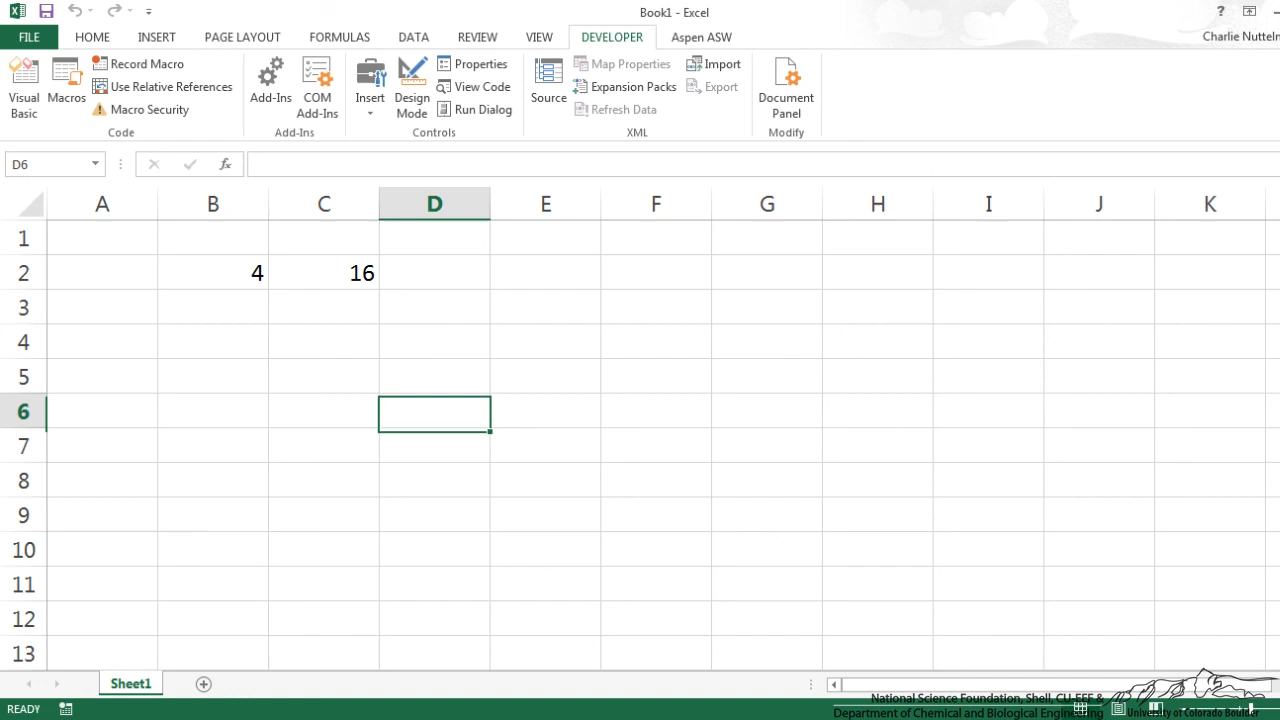 Book1 - Excel
?
FILE HOME INSERT PAGE LAYOUT FORMULAS DATA REVIEW VIEW DEVELOPER Aspen ASW
Charlie Nutteln
Visual Basic
Macros
Record Macro
Use Relative References
Macro Security
Code
Add-Ins
COM Add-Ins
Add-Ins
Insert
Design Mode
Properties
View Code
Run Dialog
Controls
Source
Map Properties
Expansion Packs
Refresh Data
Import
Export
XML
Document Panel
Modify
D6
fx
A B C D E F G H I J K
1
2 4 16
3
4
5
6
7
8
9
10
11
12
13
Sheet1
READY
National Science Foundation, Shell, CU-EEF &
Department of Chemical and Biological Engineering
University of Colorado Boulder